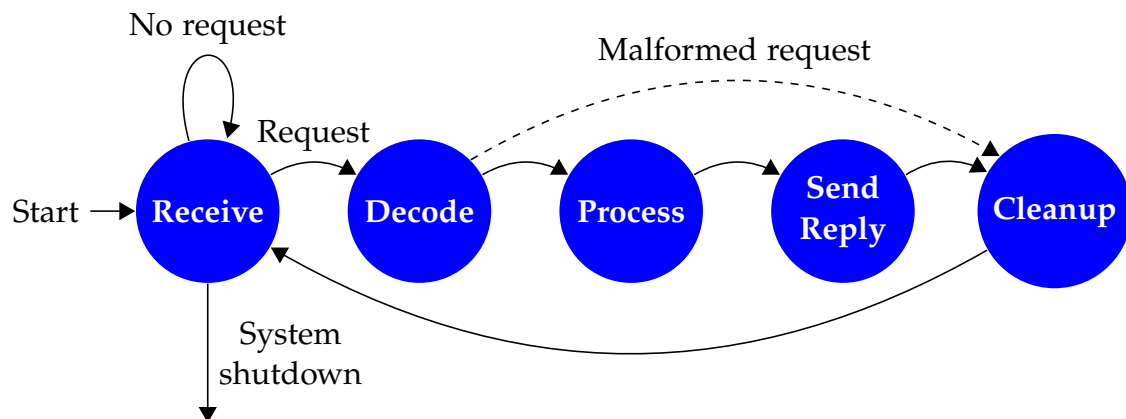 No request
Malformed request
Request
Start
Receive
Decode
Process
Send
Reply
Cleanup
System
shutdown